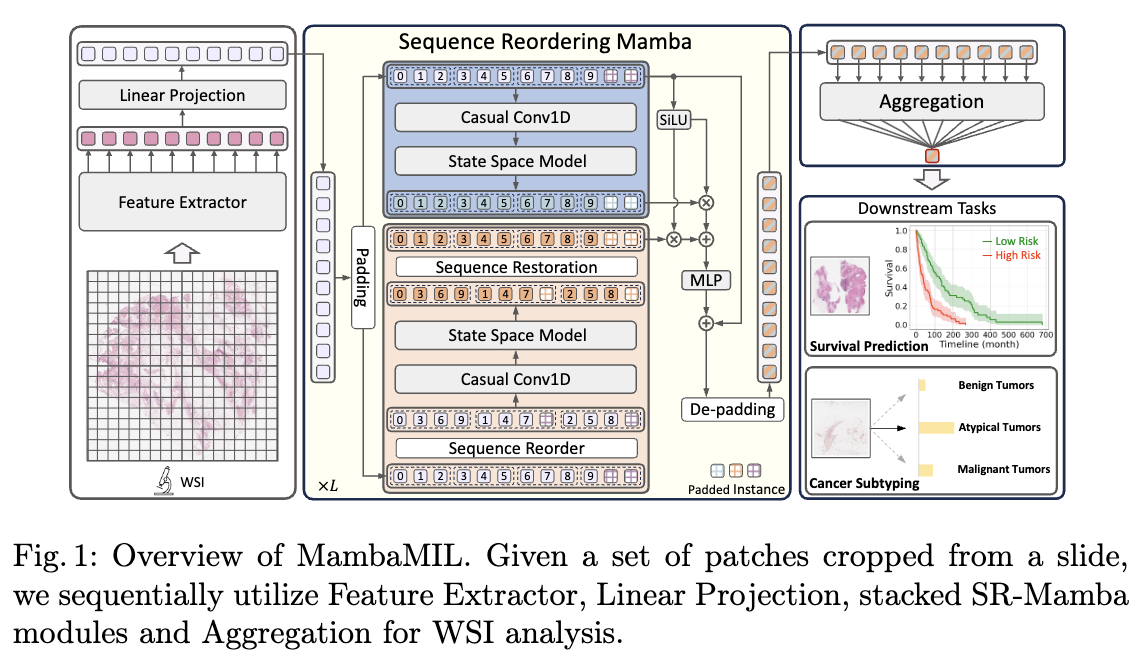 Linear Projection
Feature Extractor
WSI
Sequence Reordering Mamba
0 1 2 3 4 5 6 7 8 9
Casual Conv1D
State Space Model
0 1 2 3 4 5 6 7 8 9
0 1 2 3 4 5 6 7 8 9
Sequence Restoration
0 3 6 9 1 4 7 2 5 8
State Space Model
Casual Conv1D
0 3 6 9 1 4 7 2 5 8
Sequence Reorder
0 1 2 3 4 5 6 7 8 9
×L
Padding
SiLU
MLP
De-padding
Padded Instance
Aggregation
Downstream Tasks
Survival
1.0
0.8
0.6
0.4
0.2
0.0
Low Risk
High Risk
0 100 200 300 400 500 600 700
Timeline (month)
Survival Prediction
Benign Tumors
Atypical Tumors
Malignant Tumors
Cancer Subtyping
Fig. 1: Overview of MambaMIL. Given a set of patches cropped from a slide,
we sequentially utilize Feature Extractor, Linear Projection, stacked SR-Mamba
modules and Aggregation for WSI analysis.